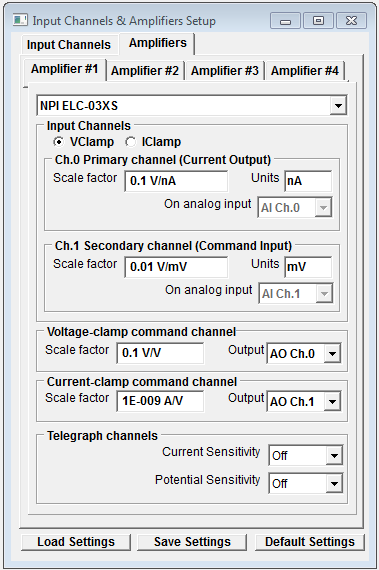 Input Channels & Amplifiers Setup
Input Channels Amplifiers
Amplifier #1 Amplifier #2 Amplifier #3 Amplifier #4
NPI ELC-03XS
Input Channels
VClamp IClamp
Ch.0 Primary channel (Current Output)
Scale factor 0.1 V/nA Units nA
On analog input AI Ch.0
Ch.1 Secondary channel (Command Input)
Scale factor 0.01 V/mV Units mV
On analog input AI Ch.1
Voltage-clamp command channel
Scale factor 0.1 V/V Output AO Ch.0
Current-clamp command channel
Scale factor 1E-009 A/V Output AO Ch.1
Telegraph channels
Current Sensitivity Off
Potential Sensitivity Off
Load Settings Save Settings Default Settings